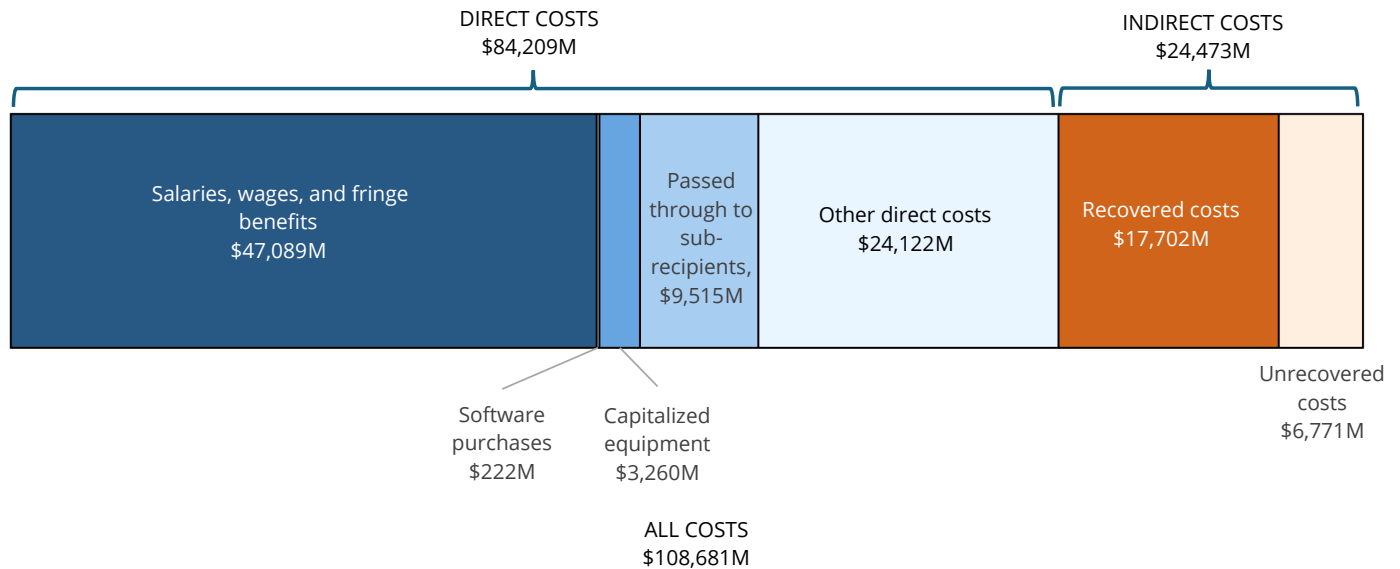 DIRECT COSTS
$84,209M
INDIRECT COSTS
$24,473M
Salaries, wages, and fringe
benefits
$47,089M
Passed
through to
sub-
recipients,
$9,515M
Other direct costs
$24,122M
Recovered costs
$17,702M
Software
purchases
$222M
Capitalized
equipment
$3,260M
Unrecovered
costs
$6,771M
ALL COSTS
$108,681M